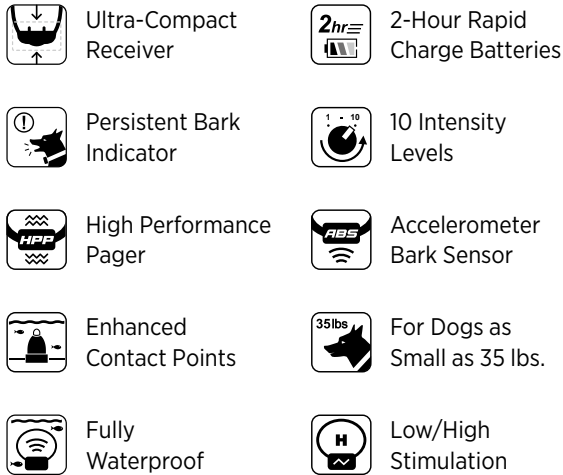 Ultra-Compact
Receiver
2hr
2-Hour Rapid
Charge Batteries
Persistent Bark
Indicator
1 - 10
10 Intensity
Levels
HPP
High Performance
Pager
ABS
Accelerometer
Bark Sensor
Enhanced
Contact Points
35lbs
For Dogs as
Small as 35 lbs.
Fully
Waterproof
H
Low/High
Stimulation